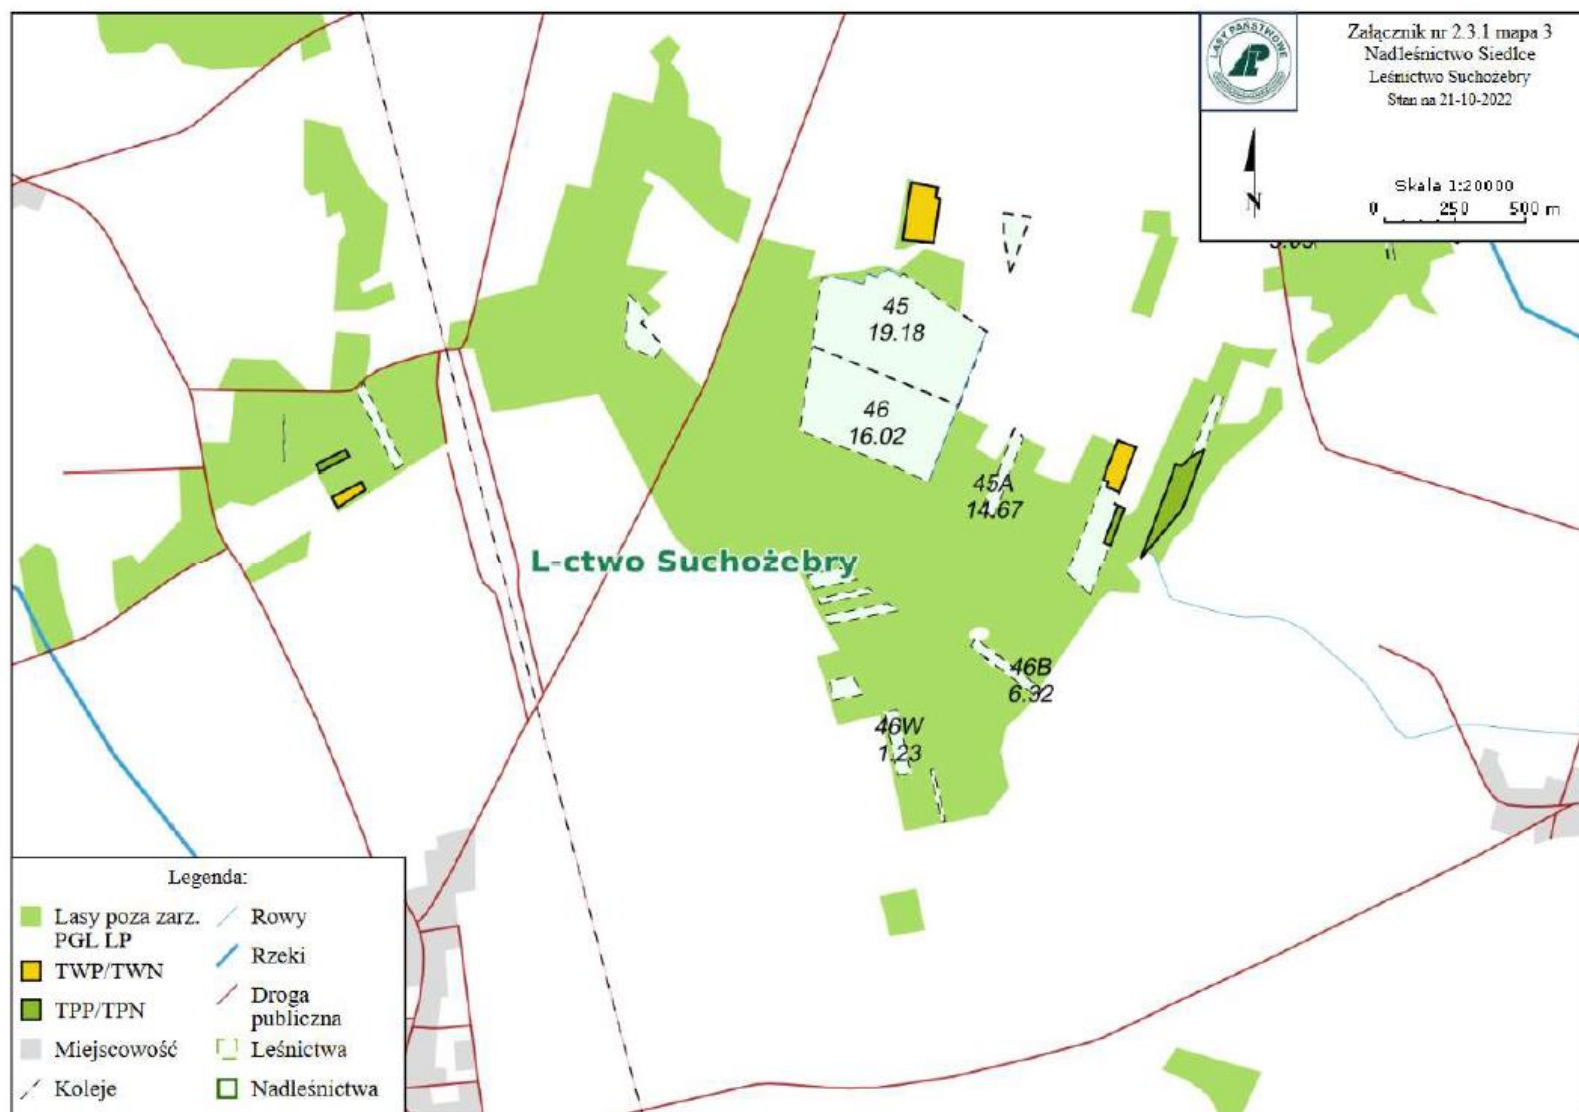 LASY PAŃSTWOWE
Załącznik nr 2.3.1 mapa 3
Nadleśnictwo Siedlce
Leśnictwo Suchożebry
Stan na 21-10-2022
N
Skala 1:20000
0 250 500 m
45
19.18
46
16.02
45A
14.67
L-ctwo Suchożebry
46B
6.32
46W
1.23
Legenda:
Lasy poza zarz.
PGL LP
TWP/TWN
TPP/TPN
Miejscowość
Koleje
Rowy
Rzeki
Droga
publiczna
Leśnictwa
Nadleśnictwa